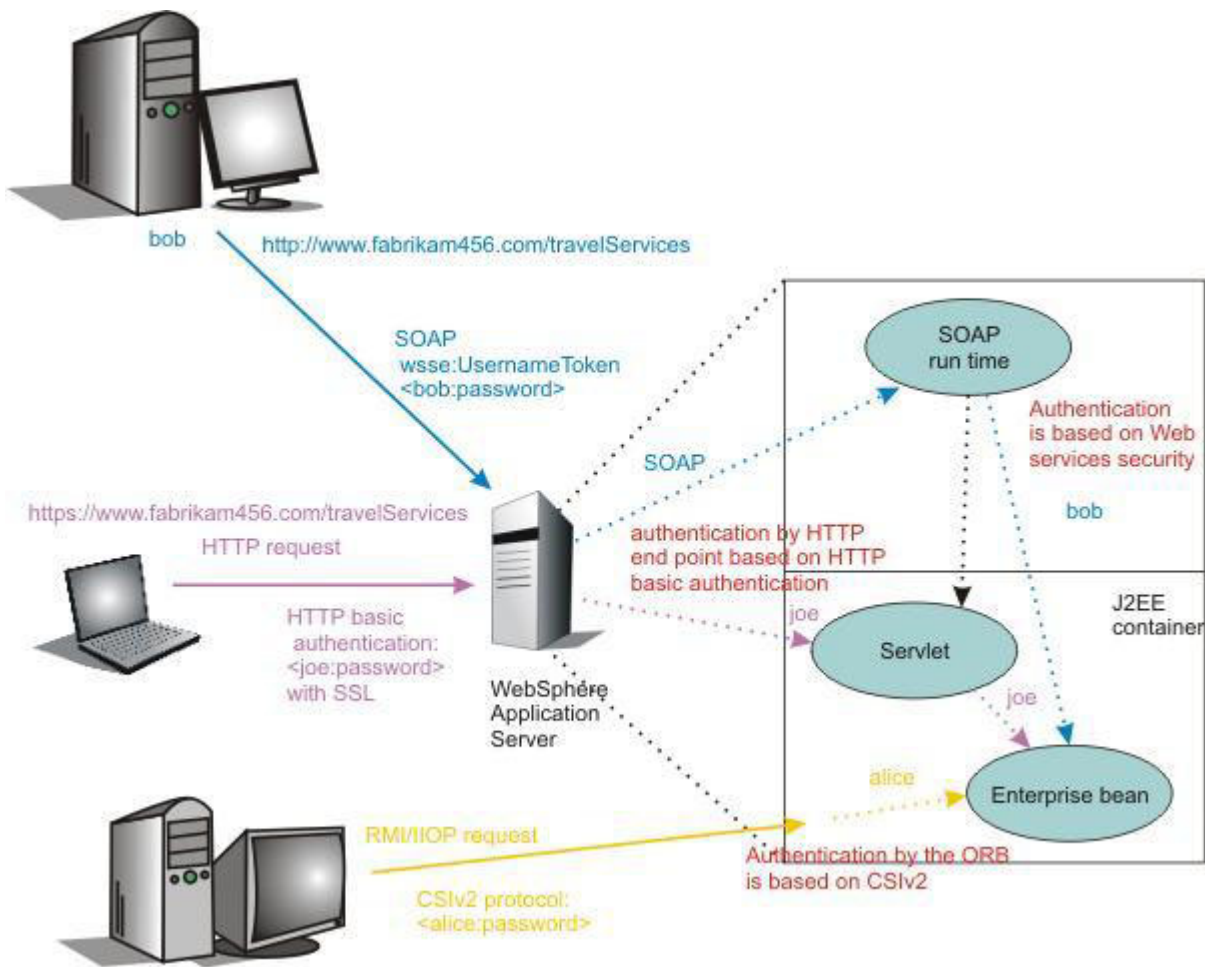 bob
http://www.fabrikam456.com/travelServices
SOAP
wsse:UsernameToken
<bob:password>
SOAP
run time
Authentication
is based on Web
services security
SOAP
bob
https://www.fabrikam456.com/travelServices
HTTP request
HTTP basic
authentication:
<joe:password>
with SSL
authentication by HTTP
end point based on HTTP
basic authentication
joe
J2EE
container
Servlet
joe
WebSphere
Application
Server
alice
Enterprise bean
RMI/IIOP request
CSIv2 protocol:
<alice:password>
Authentication by the ORB
is based on CSIv2